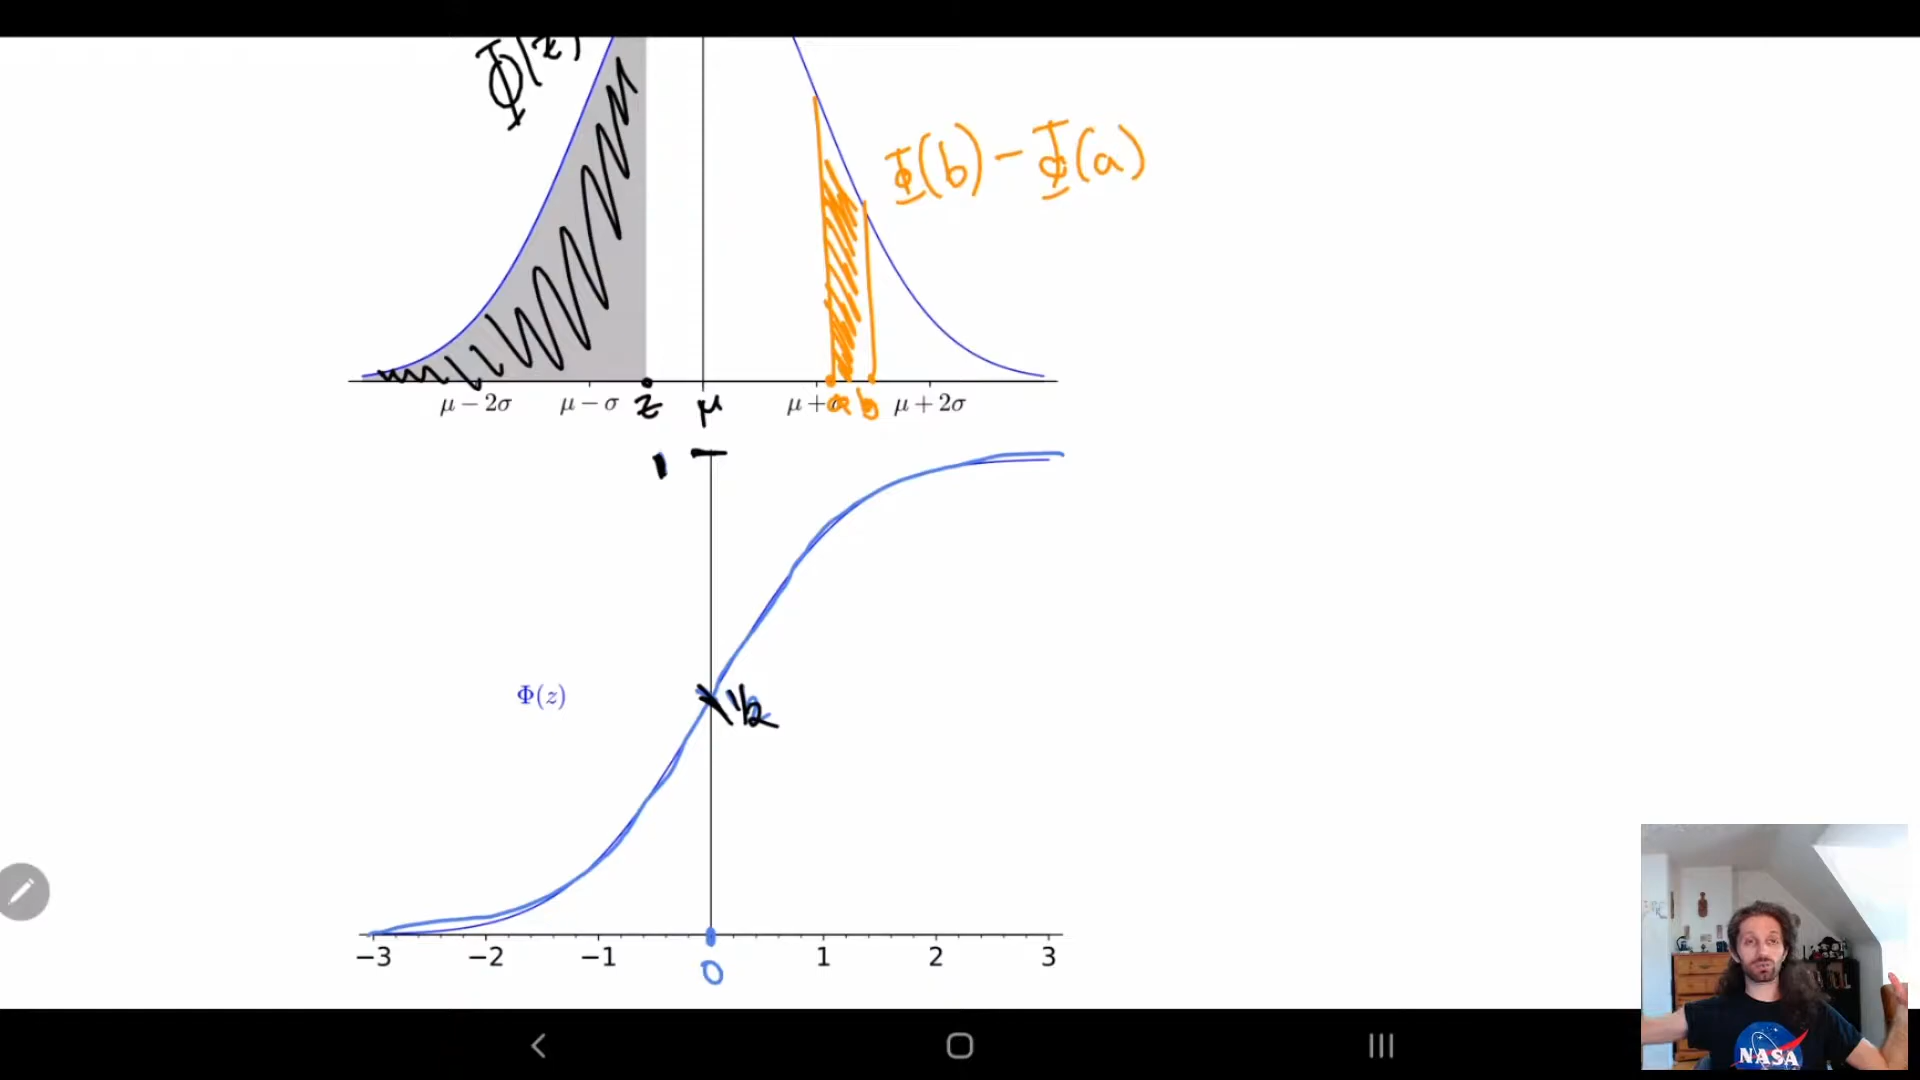 Φ(z)
Φ(b) − Φ(a)
μ − 2σ μ − σ z μ μ + a b μ + 2σ
1
Φ(z)
1/2
−3 −2 −1 0 1 2 3
NASA